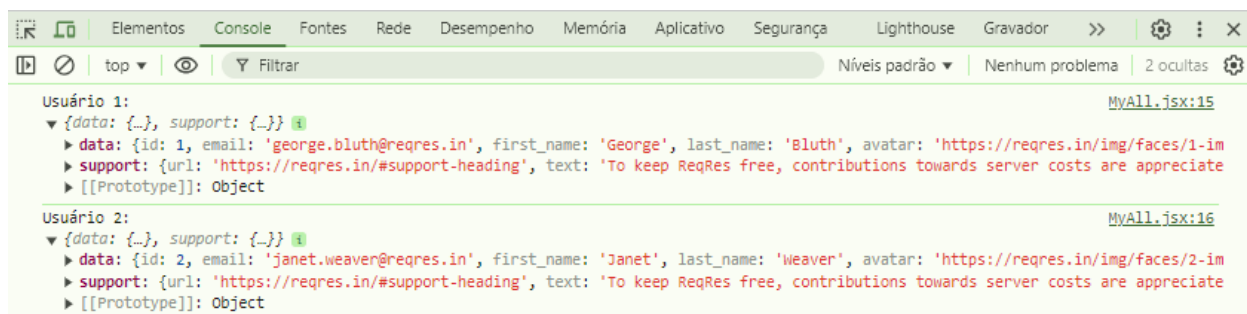 Elementos Console Fontes Rede Desempenho Memória Aplicativo Segurança Lighthouse Gravador >>
top ▼ Filtrar Níveis padrão ▼ Nenhum problema 2 ocultas
Usuário 1: MyAll.jsx:15
▼ {data: {…}, support: {…}} i
▶ data: {id: 1, email: 'george.bluth@reqres.in', first_name: 'George', last_name: 'Bluth', avatar: 'https://reqres.in/img/faces/1-im
▶ support: {url: 'https://reqres.in/#support-heading', text: 'To keep ReqRes free, contributions towards server costs are appreciate
▶ [[Prototype]]: Object
Usuário 2: MyAll.jsx:16
▼ {data: {…}, support: {…}} i
▶ data: {id: 2, email: 'janet.weaver@reqres.in', first_name: 'Janet', last_name: 'Weaver', avatar: 'https://reqres.in/img/faces/2-im
▶ support: {url: 'https://reqres.in/#support-heading', text: 'To keep ReqRes free, contributions towards server costs are appreciate
▶ [[Prototype]]: Object